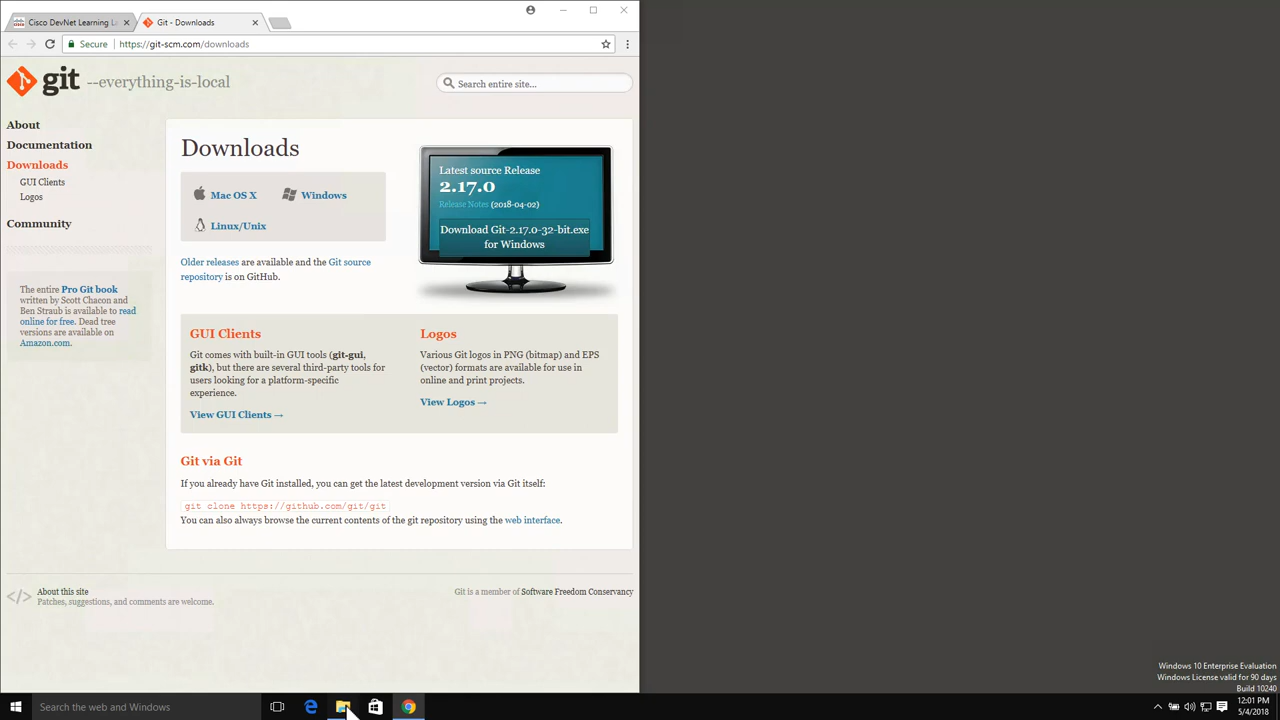 Cisco DevNet Learning La
Git - Downloads
Secure
https://git-scm.com/downloads
git --everything-is-local
Search entire site...
About
Documentation
Downloads
GUI Clients
Logos
Community
The entire Pro Git book
written by Scott Chacon and
Ben Straub is available to read
online for free. Dead tree
versions are available on
Amazon.com.
Downloads
Mac OS X
Windows
Linux/Unix
Older releases are available and the Git source
repository is on GitHub.
Latest source Release
2.17.0
Release Notes (2018-04-02)
Download Git-2.17.0-32-bit.exe
for Windows
GUI Clients
Git comes with built-in GUI tools (git-gui,
gitk), but there are several third-party tools for
users looking for a platform-specific
experience.
View GUI Clients →
Logos
Various Git logos in PNG (bitmap) and EPS
(vector) formats are available for use in
online and print projects.
View Logos →
Git via Git
If you already have Git installed, you can get the latest development version via Git itself:
git clone https://github.com/git/git
You can also always browse the current contents of the git repository using the web interface.
</> About this site
Patches, suggestions, and comments are welcome.
Git is a member of Software Freedom Conservancy
Windows 10 Enterprise Evaluation
Windows License valid for 90 days
Build 10240
Search the web and Windows
12:01 PM
5/4/2018